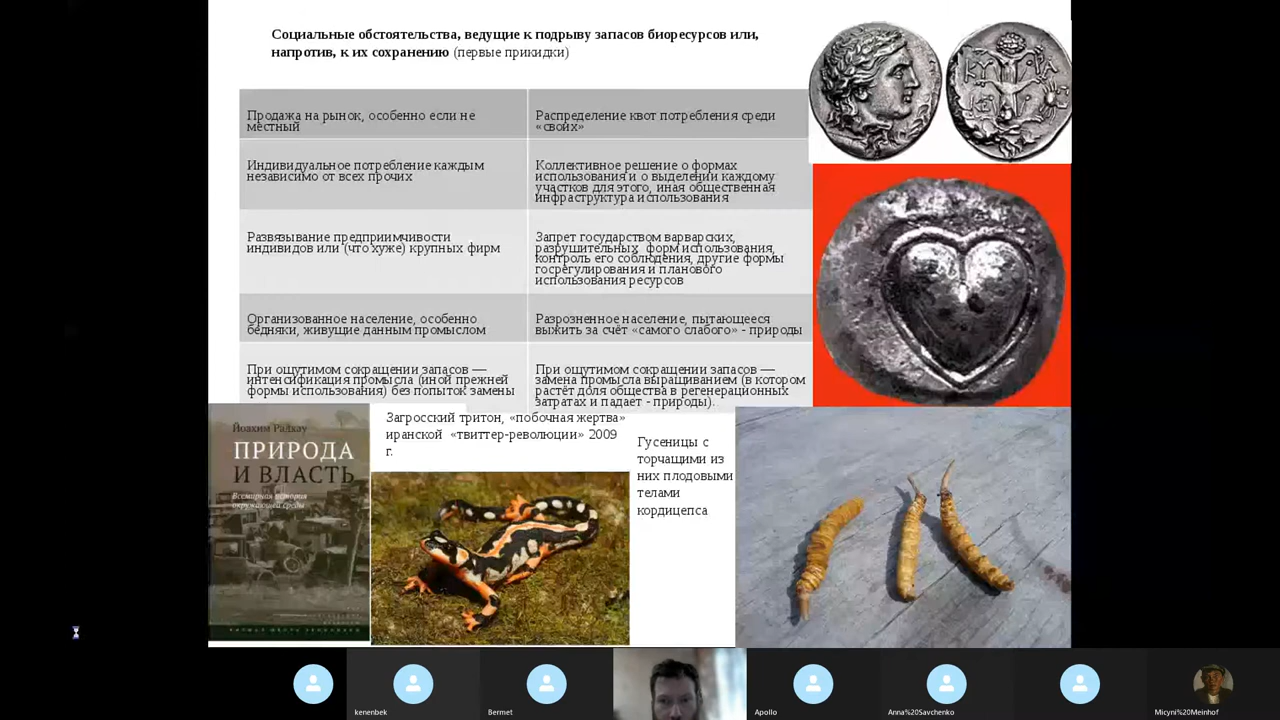 Социальные обстоятельства, ведущие к подрыву запасов биоресурсов или,
напротив, к их сохранению (первые прикидки)
Продажа на рынок, особенно если не
местный
Распределение квот потребления среди
«своих»
Индивидуальное потребление каждым
независимо от всех прочих
Коллективное решение о формах
использования и о выделении каждому
участков для этого, иная общественная
инфраструктура использования
Развязывание предприимчивости
индивидов или (что хуже) крупных фирм
Запрет государством варварских,
разрушительных форм использования,
контроль его соблюдения, другие формы
госрегулирования и планового
использования ресурсов
Организованное население, особенно
бедняки, живущие данным промыслом
Разрозненное население, пытающееся
выжить за счёт «самого слабого» - природы
При ощутимом сокращении запасов —
интенсификация промысла (иной прежней
формы использования) без попыток замены
При ощутимом сокращении запасов —
замена промысла выращиванием (в котором
растёт доля общества в регенерационных
затратах и падает - природы).
Йоахим Радкау
ПРИРОДА
И ВЛАСТЬ
Всемирная история
окружающей среды
Загросский тритон, «побочная жертва»
иранской «твиттер-революции» 2009
г.
Гусеницы с
торчащими из
них плодовыми
телами
кордицепса
kenenbek
Bermet
Apollo
Anna%20Savchenko
Micyni%20Meinhof